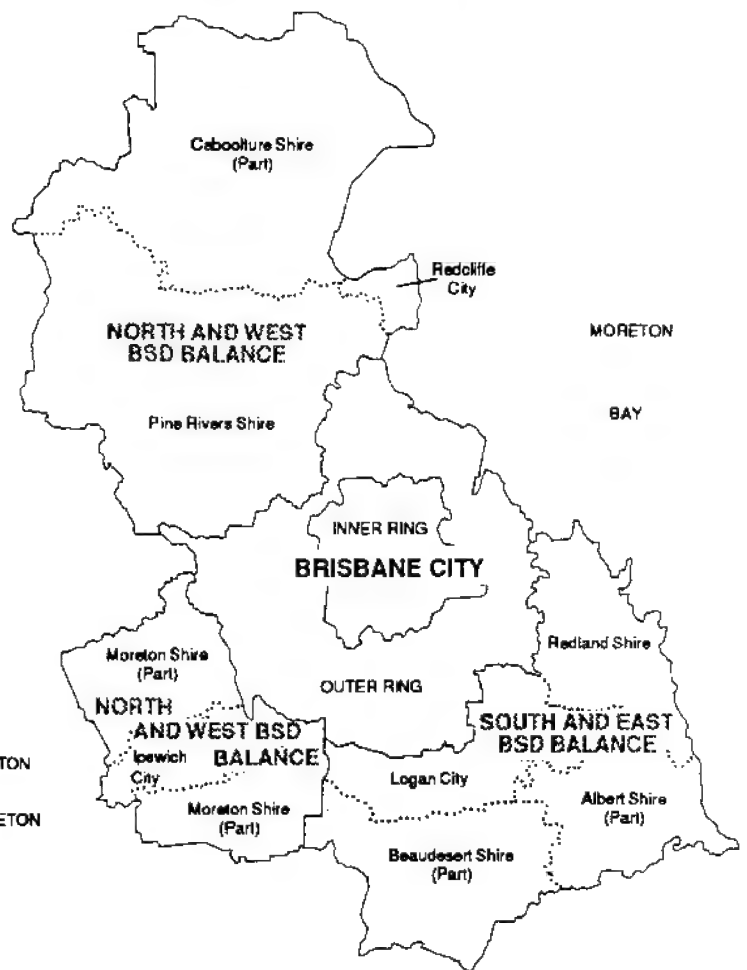 Caboolture Shire
(Part)
Redcliffe
City
NORTH AND WEST
BSD BALANCE
MORETON
BAY
Pine Rivers Shire
INNER RING
BRISBANE CITY
Moreton Shire
(Part)
Redland Shire
OUTER RING
NORTH
AND WEST BSD
BALANCE
SOUTH AND EAST
BSD BALANCE
Ipswich
City
TON
Logan City
Moreton Shire
(Part)
Albert Shire
(Part)
ETON
Beaudesert Shire
(Part)